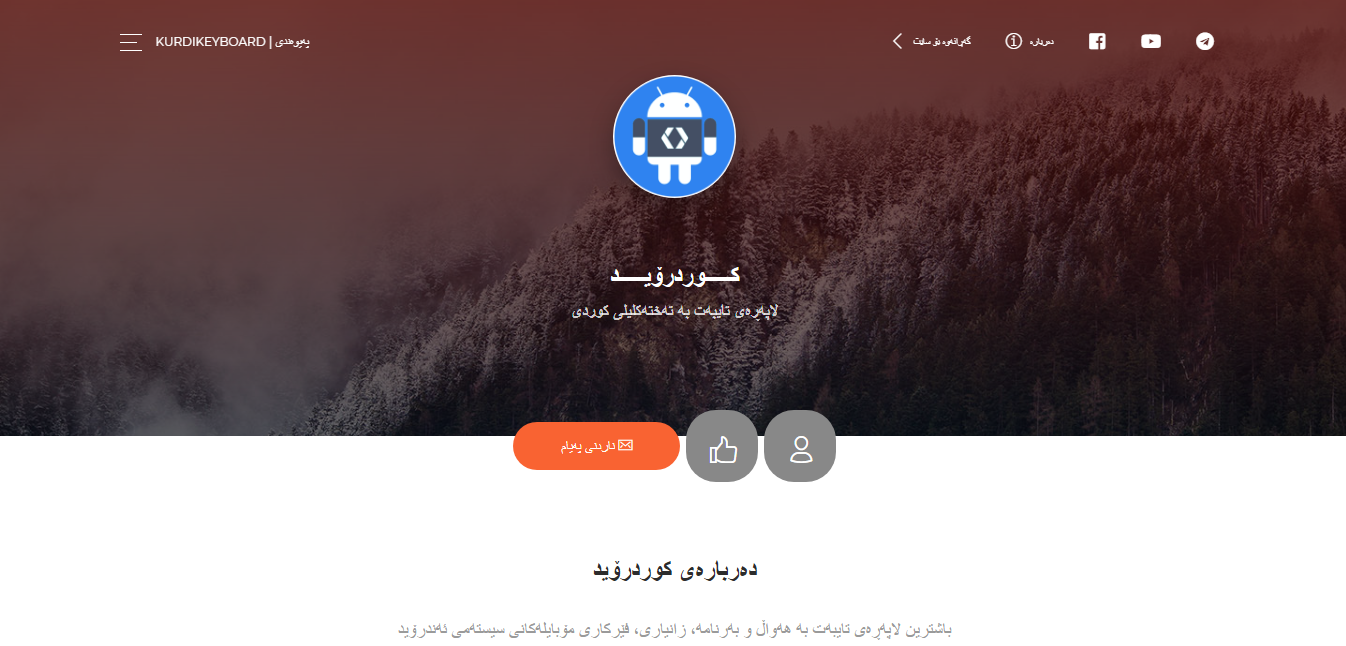 KURDIKEYBOARD | پەیوەندی
گەڕانەوە بۆ سایت
دەربارە
کـــوردرۆیـــد
لاپەڕەی تایبەت بە تەختەکلیلی کوردی
ناردنی پەیام
دەربارەی کوردرۆید
باشترین لاپەڕەی تایبەت بە هەواڵ و بەرنامە، زانیاری، فێرکاری مۆبایلەکانی سیستەمی ئەندرۆید